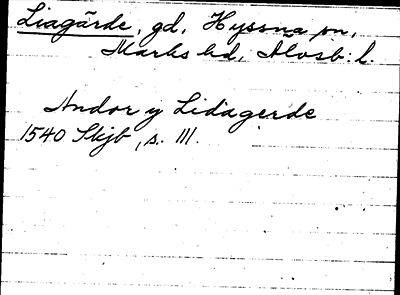 Liagärde, gd, Hyssna sn,
Marks hd, Älvsb. l.
Andor y Lidagerde
1540 Skjb, s. 111.